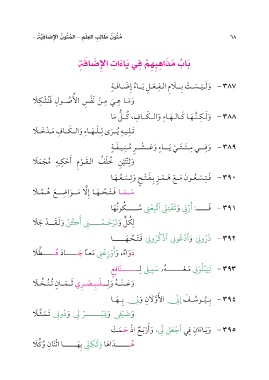 ٦٨ مُتُونُ طَالِبِ العِلْمِ - المُتُونُ الإِضَافِيَّةُ -
بَابُ مَذَاهِبِهِمْ فِي يَاءَاتِ الإِضَافَةِ
٣٨٧ - وَلَيْسَتْ بِلَامِ الفِعْلِ يَاءُ إِضَافَةٍ
وَمَا هِيَ مِنْ نَفْسِ الأُصُولِ فَتُشْكِلَا
٣٨٨ - وَلَكِنَّهَا كَالهَاءِ وَالكَافِ، كُلُّ مَا
تَلِيهِ يُرَى لِلْهَاءِ وَالكَافِ مَدْخَلَا
٣٨٩ - وَفِي مِئَتَيْ يَاءٍ وَعَشْرٍ مُنِيفَةٍ
وَثِنْتَيْنِ خُلْفُ القَوْمِ أَحْكِيهِ مُجْمَلَا
٣٩٠ - فَتِسْعُونَ مَعْ هَمْزٍ بِفَتْحٍ وَتِسْعُهَا
سَمَا فَتْحُهَا إِلَّا مَوَاضِعَ هُمَّلَا
٣٩١ - فَـ: أَرْنِي وَتَفْتِنِّي اتَّبِعْنِي سُكُونُهَا
لِكُلٍّ وَتَرْحَمْنِي أَكُنْ وَلَقَدْ جَلَا
٣٩٢ - ذَرُونِي وَادْعُونِي اذْكُرُونِيَ فَتْحُهَا
دَوَاءٌ، وَأَوْزِعْنِي مَعًا جَادَ هُطَّلَا
٣٩٣ - لِيَبْلُوَنِي مَعْهُ، سَبِيلِي لِنَافِعٍ
وَعَنْهُ وَلِلْبَصْرِي ثَمَانٍ تُنُخِّلَا
٣٩٤ - بِيُوسُفَ إِنِّي الأَوَّلَانِ وَلِي بِهَا
وَضَيْفِي وَيَسِّرْ لِي وَدُونِي تَمَثَّلَا
٣٩٥ - وَيَاءَانِ فِي اجْعَلْ لِي، وَأَرْبَعٌ إذْ حَمَتْ
هُدَاهَا وَلَكِنِّي بِهَا اثْنَانِ وُكِّلَا